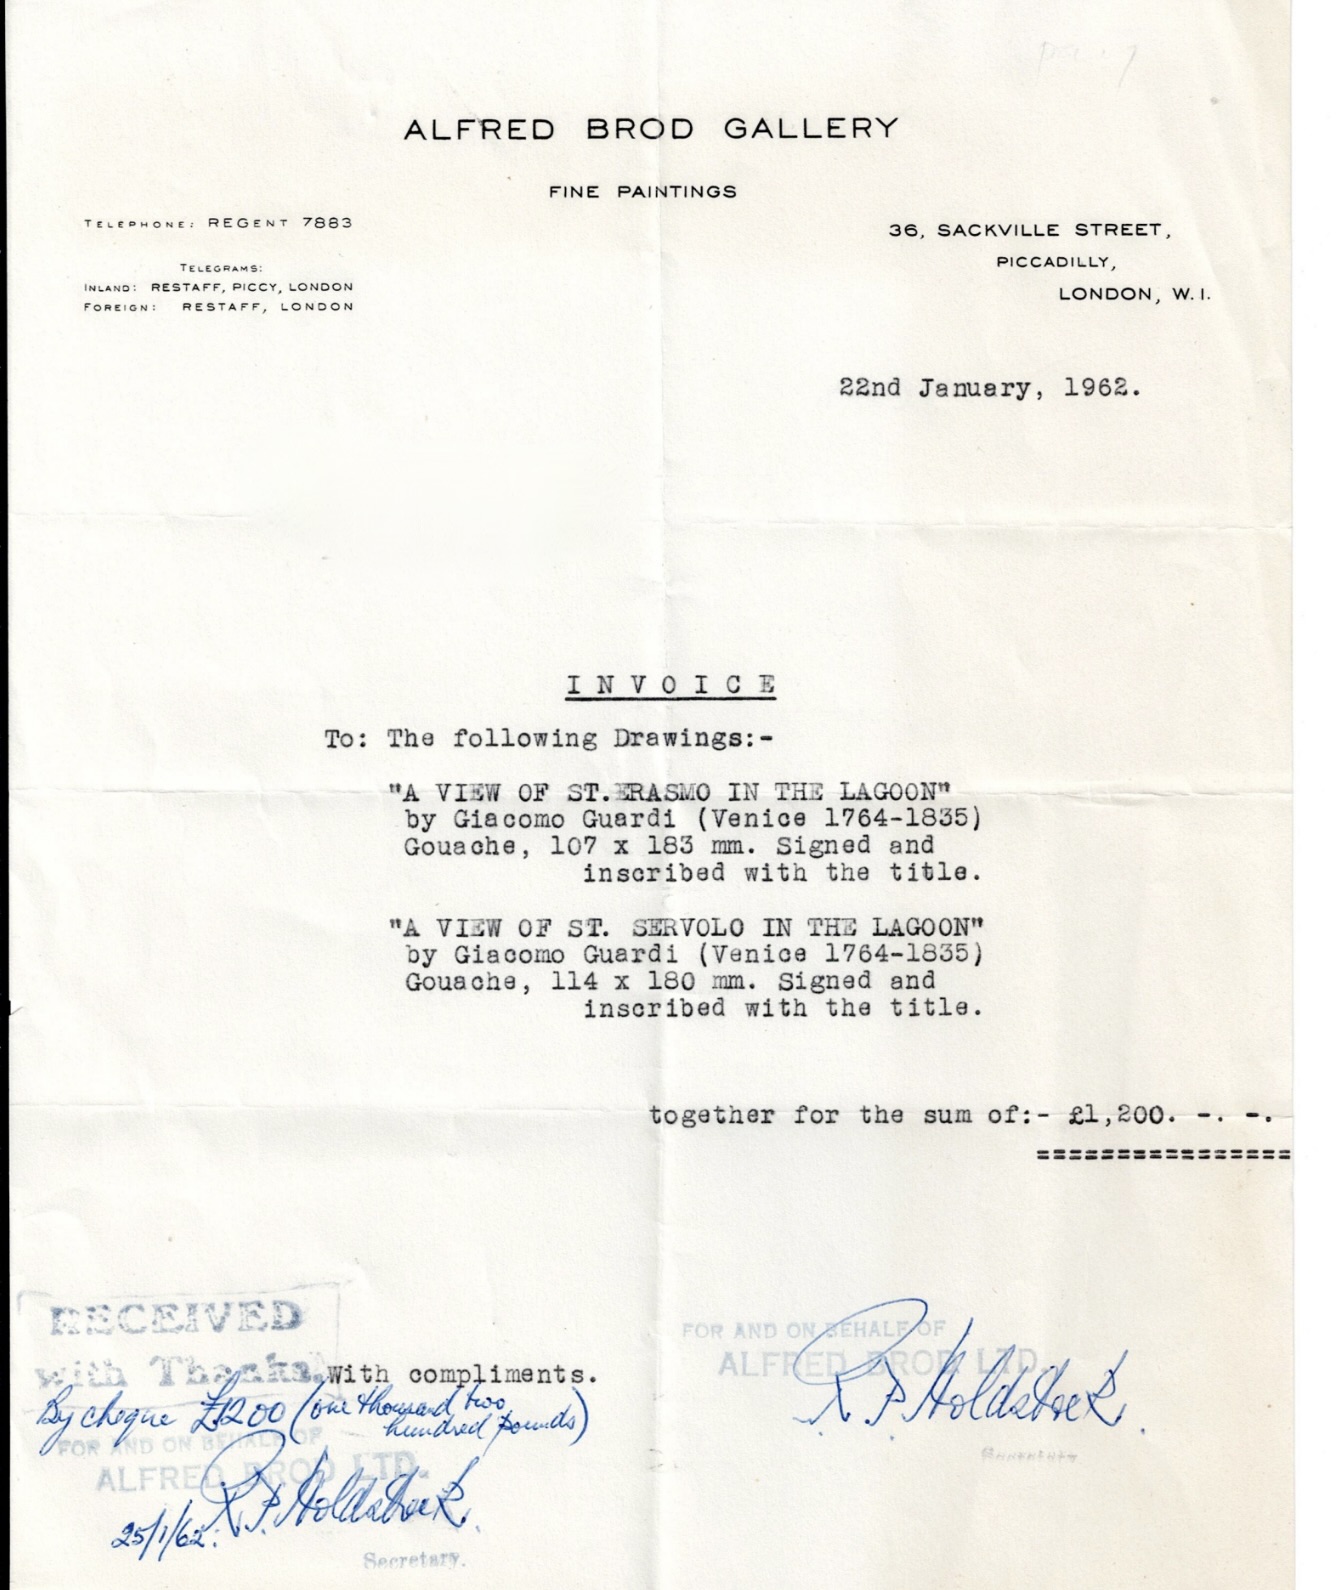 ALFRED BROD GALLERY
FINE PAINTINGS
TELEPHONE: REGENT 7883
TELEGRAMS:
INLAND: RESTAFF, PICCY, LONDON
FOREIGN: RESTAFF, LONDON
36, SACKVILLE STREET,
PICCADILLY,
LONDON, W.1.
22nd January, 1962.
I N V O I C E
To: The following Drawings:-
"A VIEW OF ST.ERASMO IN THE LAGOON"
by Giacomo Guardi (Venice 1764-1835)
Gouache, 107 x 183 mm. Signed and
inscribed with the title.
"A VIEW OF ST. SERVOLO IN THE LAGOON"
by Giacomo Guardi (Venice 1764-1835)
Gouache, 114 x 180 mm. Signed and
inscribed with the title.
together for the sum of:- £1,200. -. -.
================
RECEIVED
with Thanks.
With compliments.
By cheque £1200 (one thousand two
hundred pounds)
FOR AND ON BEHALF OF
ALFRED BROD LTD.
R. P. Holdstock.
25/1/62.
Secretary.
FOR AND ON BEHALF OF
ALFRED BROD LTD.
R. P. Holdstock.